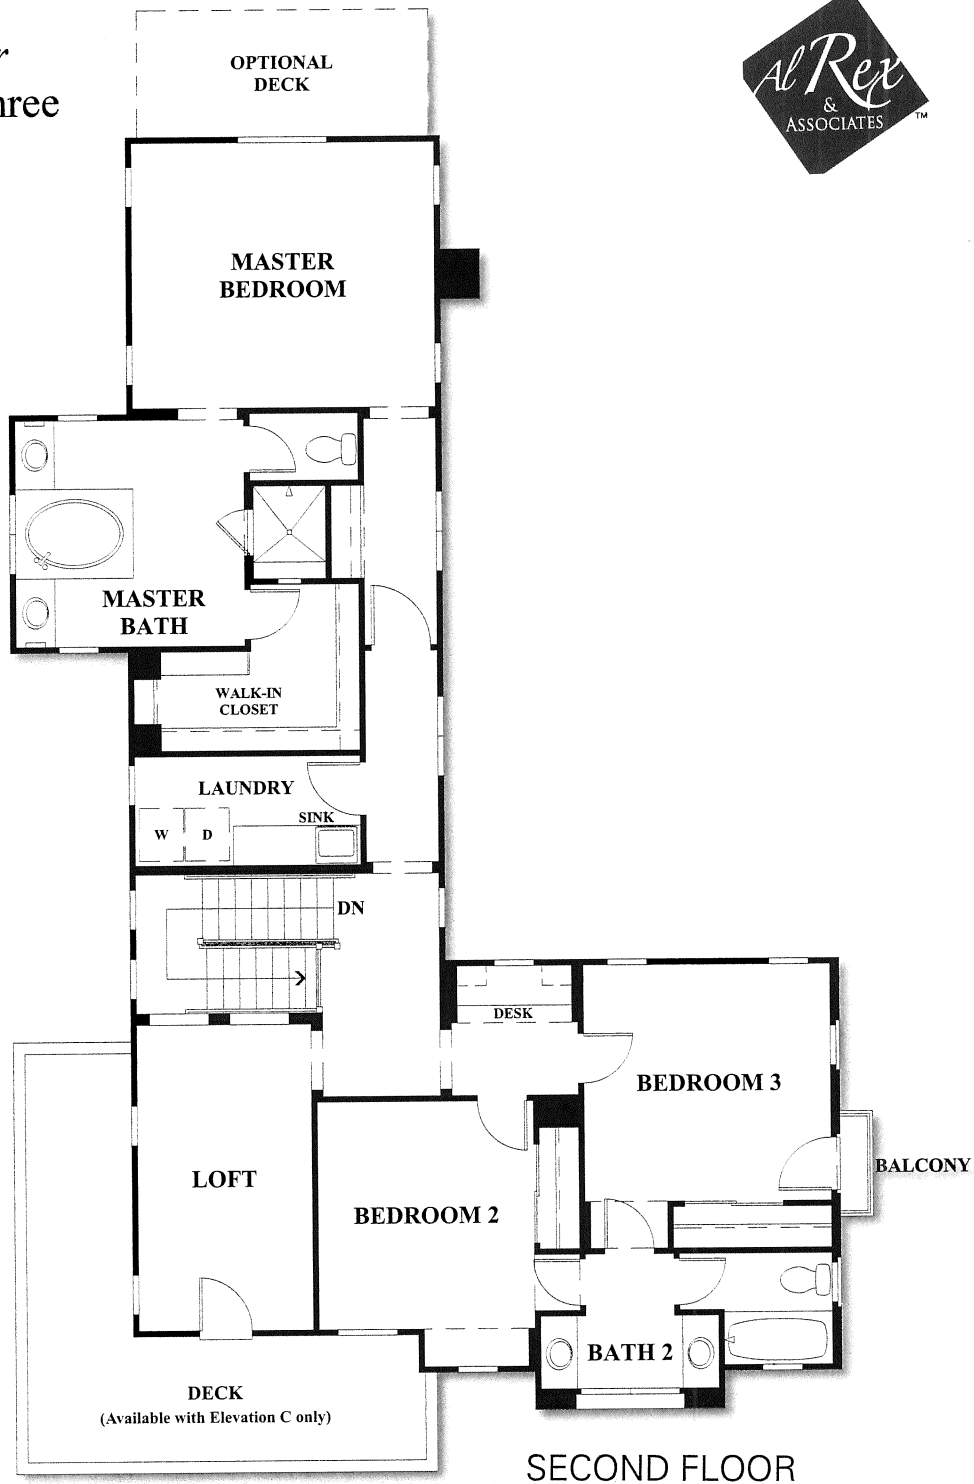 OPTIONAL
DECK
Al Rex
&
ASSOCIATES
™
MASTER
BEDROOM
MASTER
BATH
WALK-IN
CLOSET
LAUNDRY
SINK
W
D
DN
DESK
BEDROOM 3
BALCONY
LOFT
BEDROOM 2
BATH 2
DECK
(Available with Elevation C only)
SECOND FLOOR